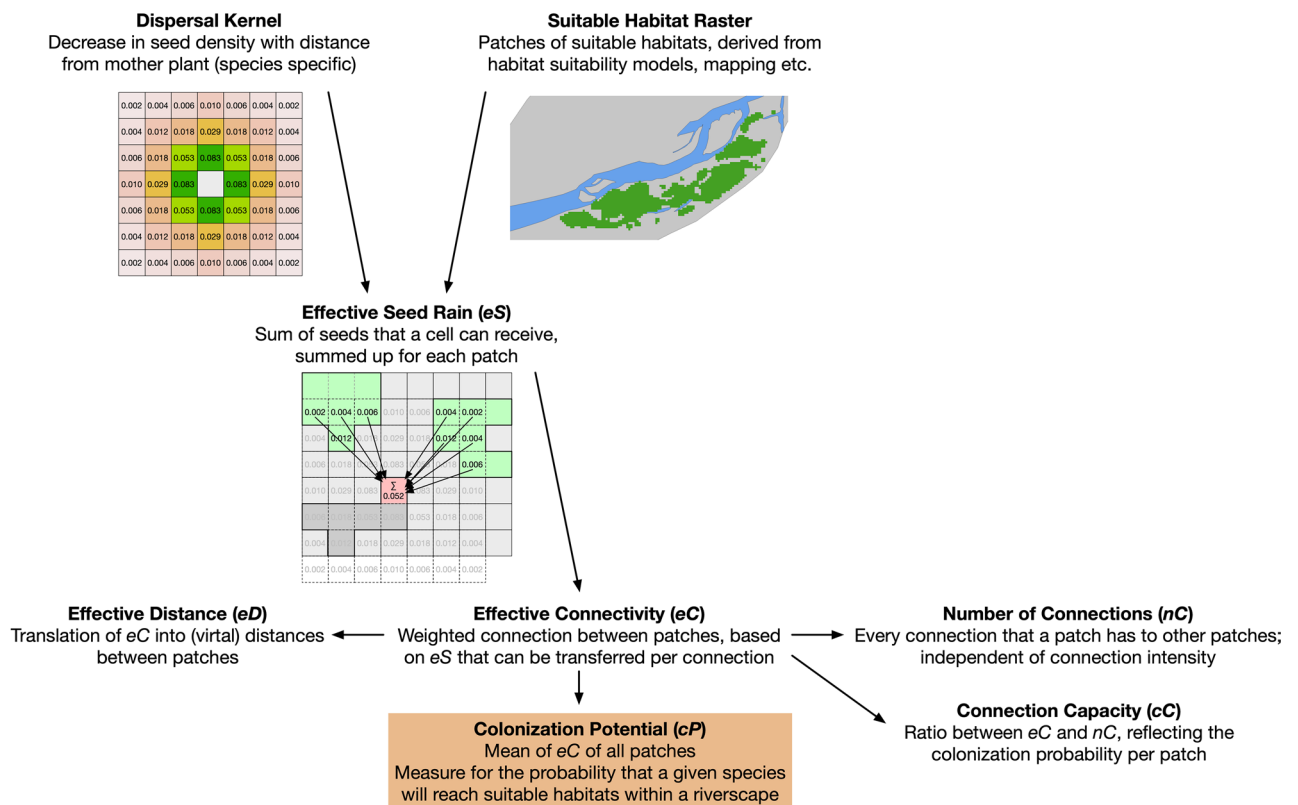 Dispersal Kernel
Decrease in seed density with distance
from mother plant (species specific)
0.002 0.004 0.006 0.010 0.006 0.004 0.002
0.004 0.012 0.018 0.029 0.018 0.012 0.004
0.006 0.018 0.053 0.083 0.053 0.018 0.006
0.010 0.029 0.083 0.083 0.029 0.010
0.006 0.018 0.053 0.083 0.053 0.018 0.006
0.004 0.012 0.018 0.029 0.018 0.012 0.004
0.002 0.004 0.006 0.010 0.006 0.004 0.002
Suitable Habitat Raster
Patches of suitable habitats, derived from
habitat suitability models, mapping etc.
Effective Seed Rain (eS)
Sum of seeds that a cell can receive,
summed up for each patch
0.002 0.004 0.006 0.010 0.006 0.004 0.002
0.004 0.012 0.029 0.018 0.012 0.004
0.006 0.018 0.083 0.006
0.010 0.029 0.083 Σ 0.029 0.010
0.052
0.053 0.018 0.006
0.004 0.018 0.029 0.018 0.012 0.004
0.002 0.004 0.006 0.010 0.006 0.004 0.002
Effective Distance (eD)
Translation of eC into (virtal) distances
between patches
Effective Connectivity (eC)
Weighted connection between patches, based
on eS that can be transferred per connection
Number of Connections (nC)
Every connection that a patch has to other patches;
independent of connection intensity
Connection Capacity (cC)
Ratio between eC and nC, reflecting the
colonization probability per patch
Colonization Potential (cP)
Mean of eC of all patches
Measure for the probability that a given species
will reach suitable habitats within a riverscape